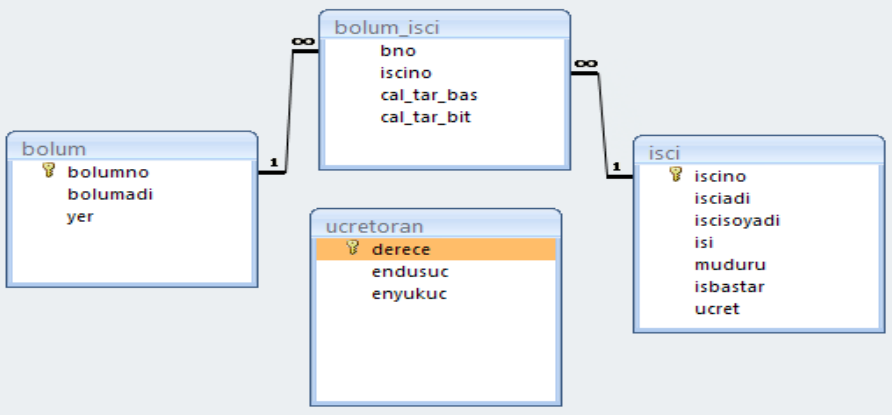 bolum_isci
bno
iscino
cal_tar_bas
cal_tar_bit
∞
∞
bolum
bolumno
bolumadi
yer
1
ucretoran
derece
endusuc
enyukuc
1
isci
iscino
isciadi
iscisoyadi
isi
muduru
isbastar
ucret